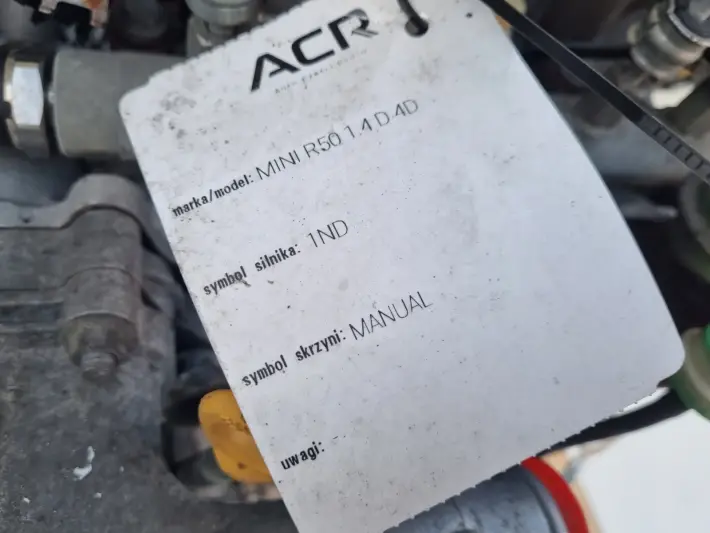 ACR
marka/model: MINI R50 1.4 D.4D
symbol silnika: 1ND
symbol skrzyni: MANUAL
uwagi: -